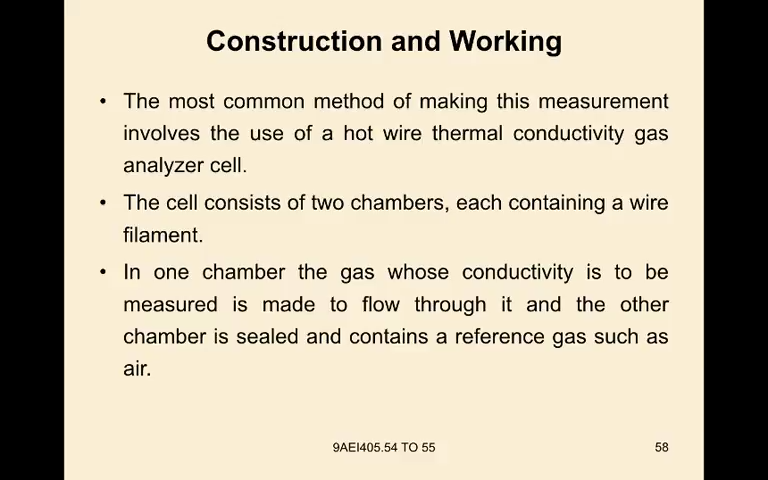 Construction and Working
• The most common method of making this measurement
involves the use of a hot wire thermal conductivity gas
analyzer cell.
• The cell consists of two chambers, each containing a wire
filament.
• In one chamber the gas whose conductivity is to be
measured is made to flow through it and the other
chamber is sealed and contains a reference gas such as
air.
9AEI405.54 TO 55
58